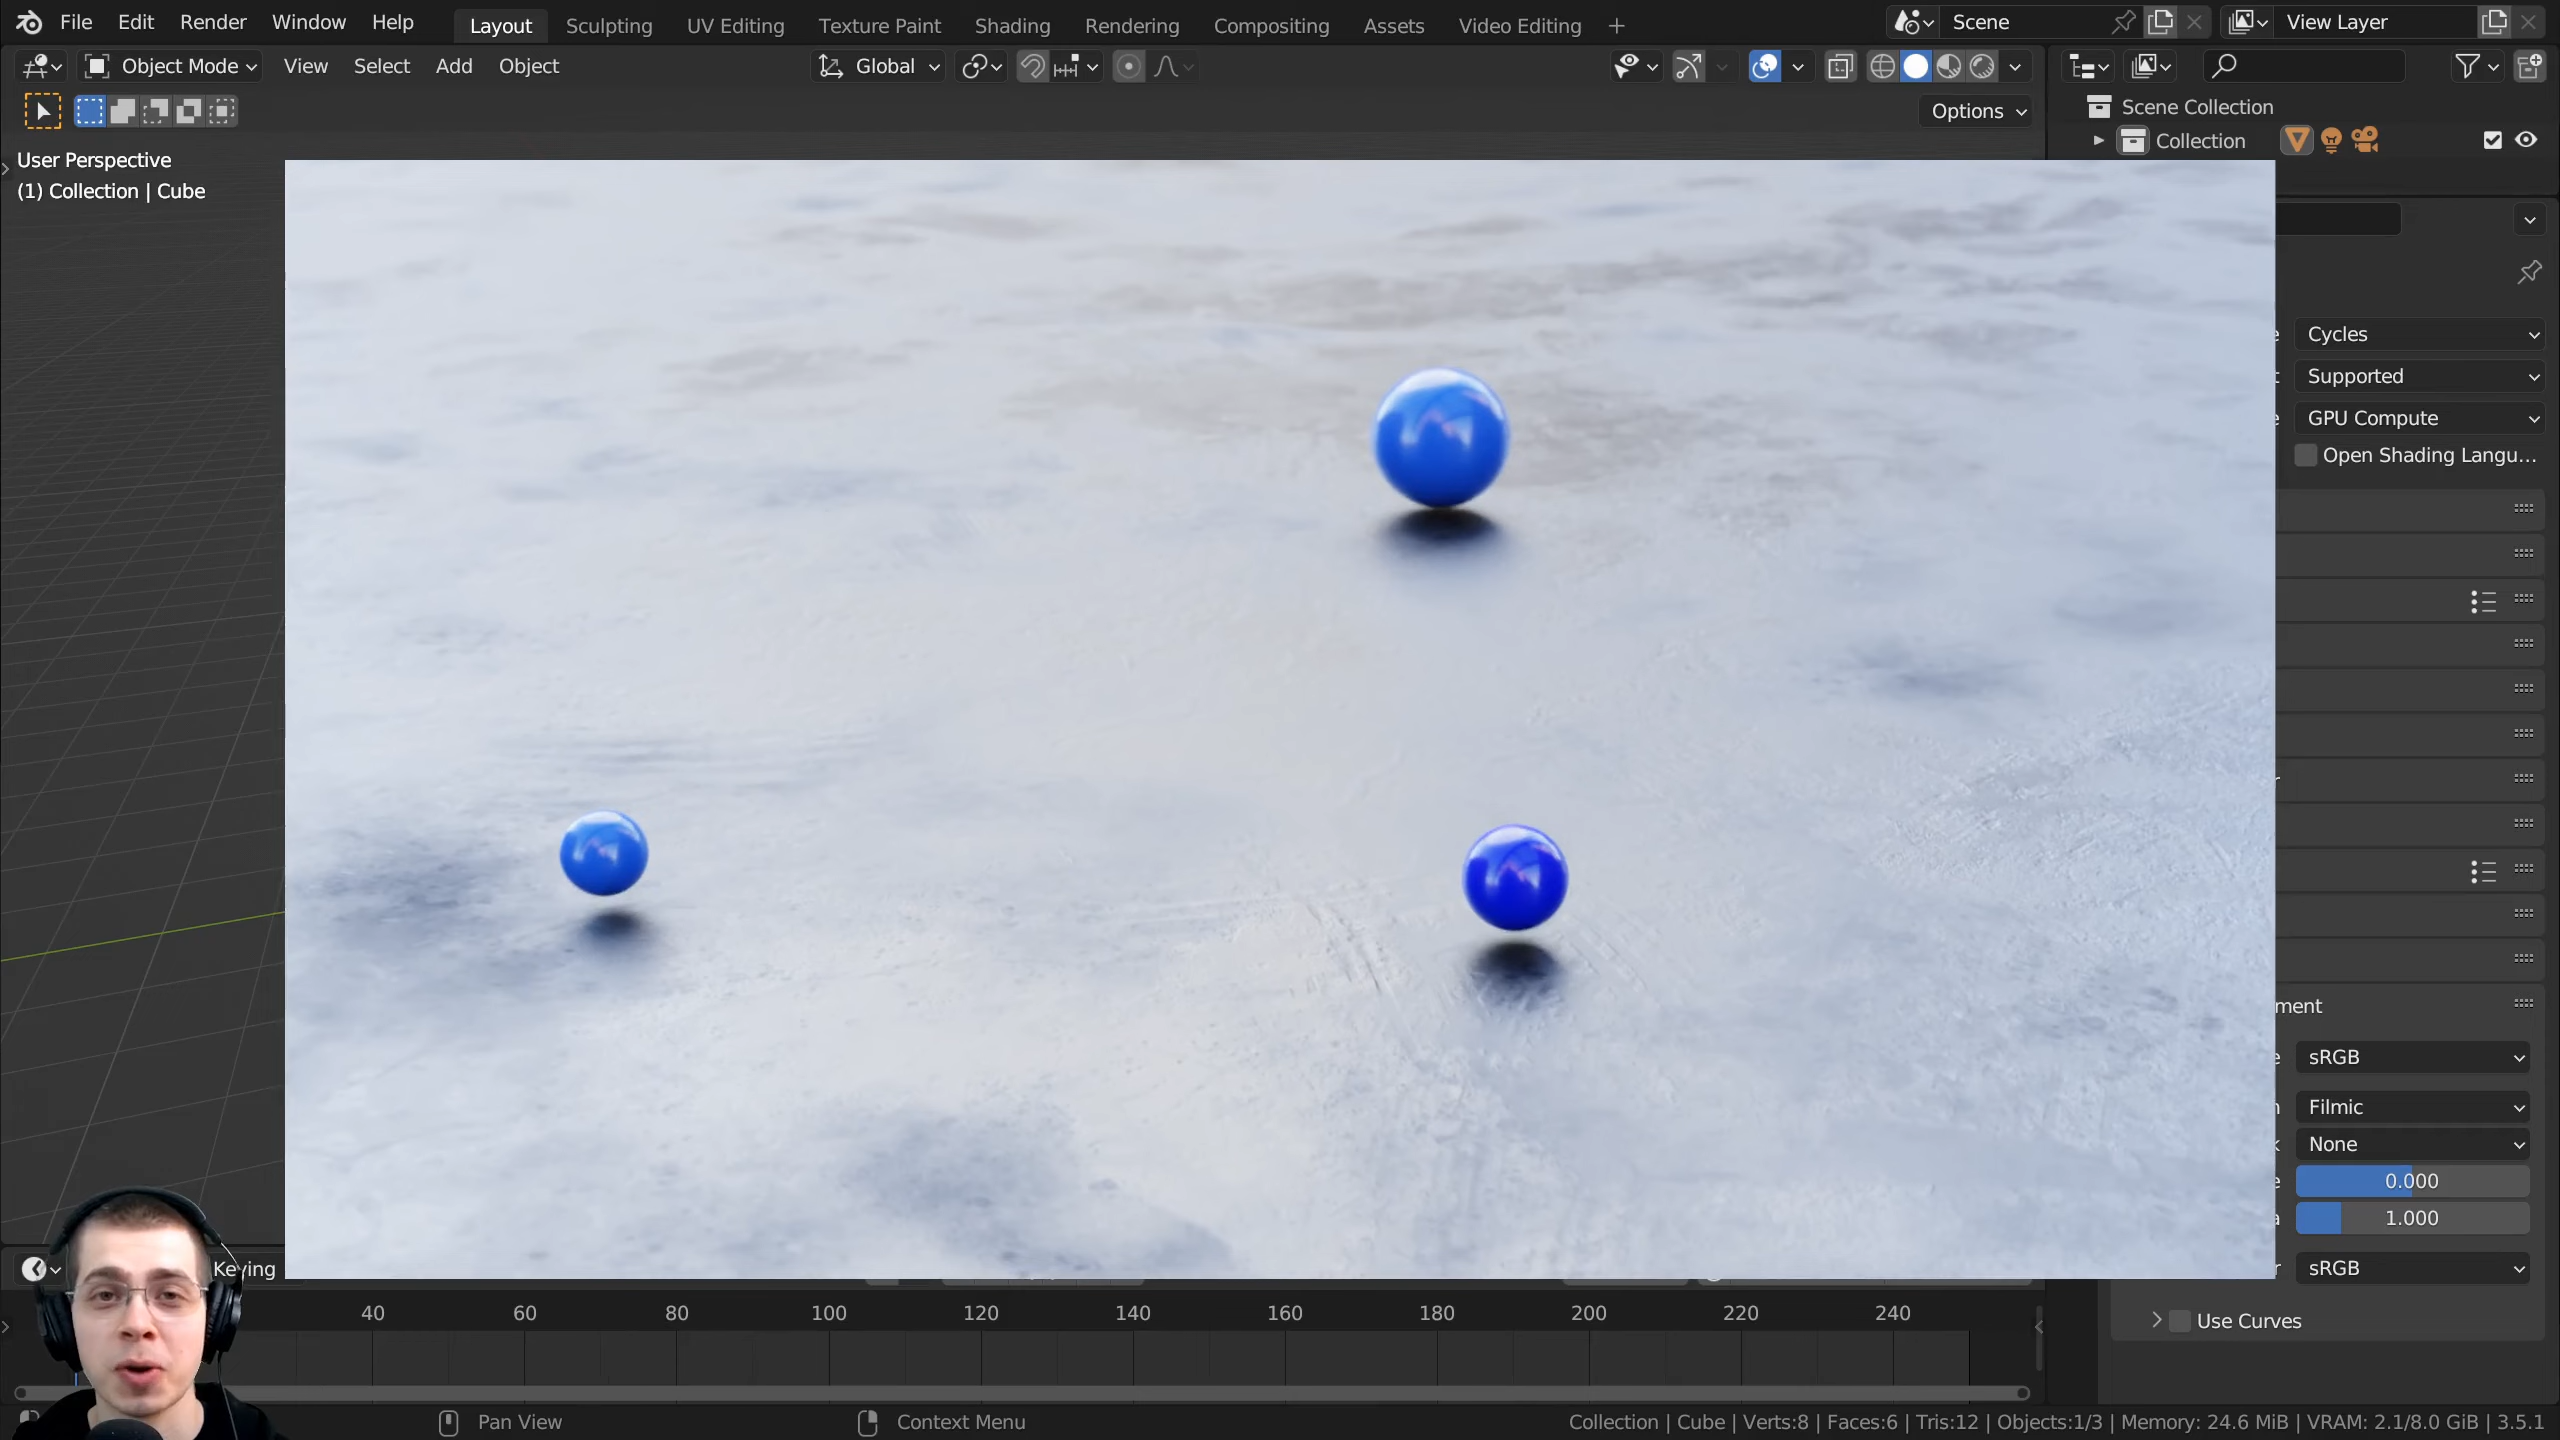 File Edit Render Window Help Layout Sculpting UV Editing Texture Paint Shading Rendering Compositing Assets Video Editing + Scene View Layer
Object Mode View Select Add Object Global
Options
Scene Collection
Collection
User Perspective
(1) Collection | Cube
Cycles
Supported
GPU Compute
Open Shading Langu...
ment
sRGB
Filmic
None
0.000
1.000
sRGB
Use Curves
Keying
40 60 80 100 120 140 160 180 200 220 240
Pan View Context Menu Collection | Cube | Verts:8 | Faces:6 | Tris:12 | Objects:1/3 | Memory: 24.6 MiB | VRAM: 2.1/8.0 GiB | 3.5.1